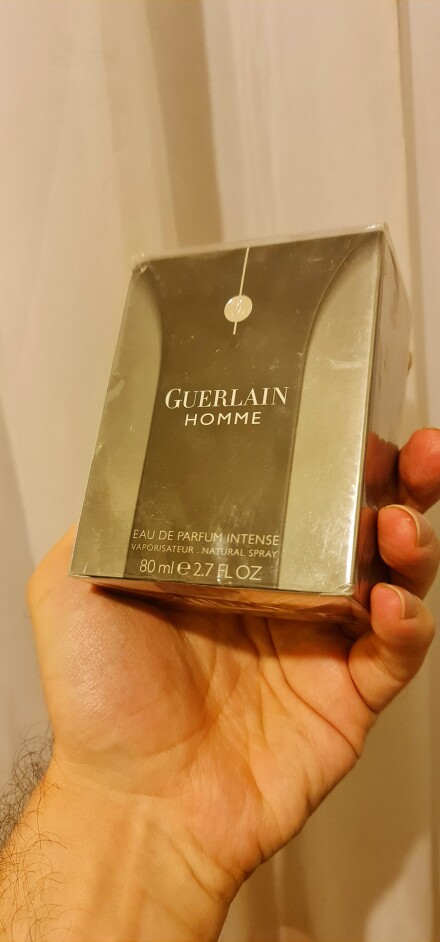 GUERLAIN
HOMME
EAU DE PARFUM INTENSE
VAPORISATEUR . NATURAL SPRAY
80 ml ℮ 2.7 FL OZ